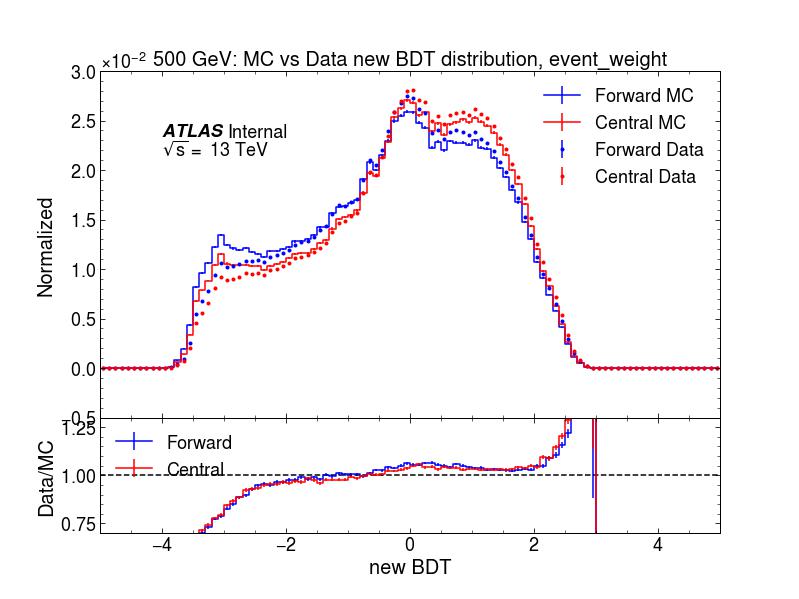 ×10⁻² 500 GeV: MC vs Data new BDT distribution, event_weight
3.0
2.5
2.0
1.5
1.0
0.5
0.0
−0.5
Normalized
ATLAS Internal
√s = 13 TeV
Forward MC
Central MC
Forward Data
Central Data
1.25
1.00
0.75
Data/MC
Forward
Central
−4 −2 0 2 4
new BDT